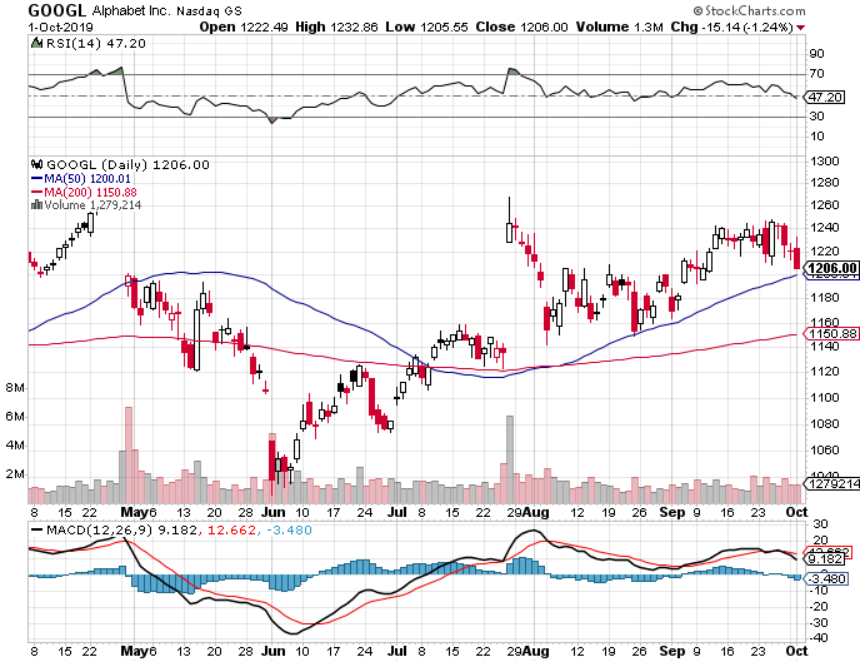 GOOGL Alphabet Inc. Nasdaq GS © StockCharts.com
1-Oct-2019 Open 1222.49 High 1232.86 Low 1205.55 Close 1206.00 Volume 1.3M Chg -15.14 (-1.24%)
RSI(14) 47.20
90
70
47.20
30
10
GOOGL (Daily) 1206.00
MA(50) 1200.01
MA(200) 1150.88
Volume 1,279,214
1300
1280
1260
1240
1220
1206.00
1180
1160
1150.88
1140
1120
1100
1080
1060
1040
1279214
8M
6M
4M
2M
8 15 22 May 6 13 20 28 Jun 10 17 24 Jul 8 15 22 29 Aug 12 19 26 Sep 9 16 23 Oct
MACD(12,26,9) 9.182, 12.662, -3.480
30
20
12.662
9.182
-3.480
-10
-20
-30
-40
8 15 22 May 6 13 20 28 Jun 10 17 24 Jul 8 15 22 29 Aug 12 19 26 Sep 9 16 23 Oct